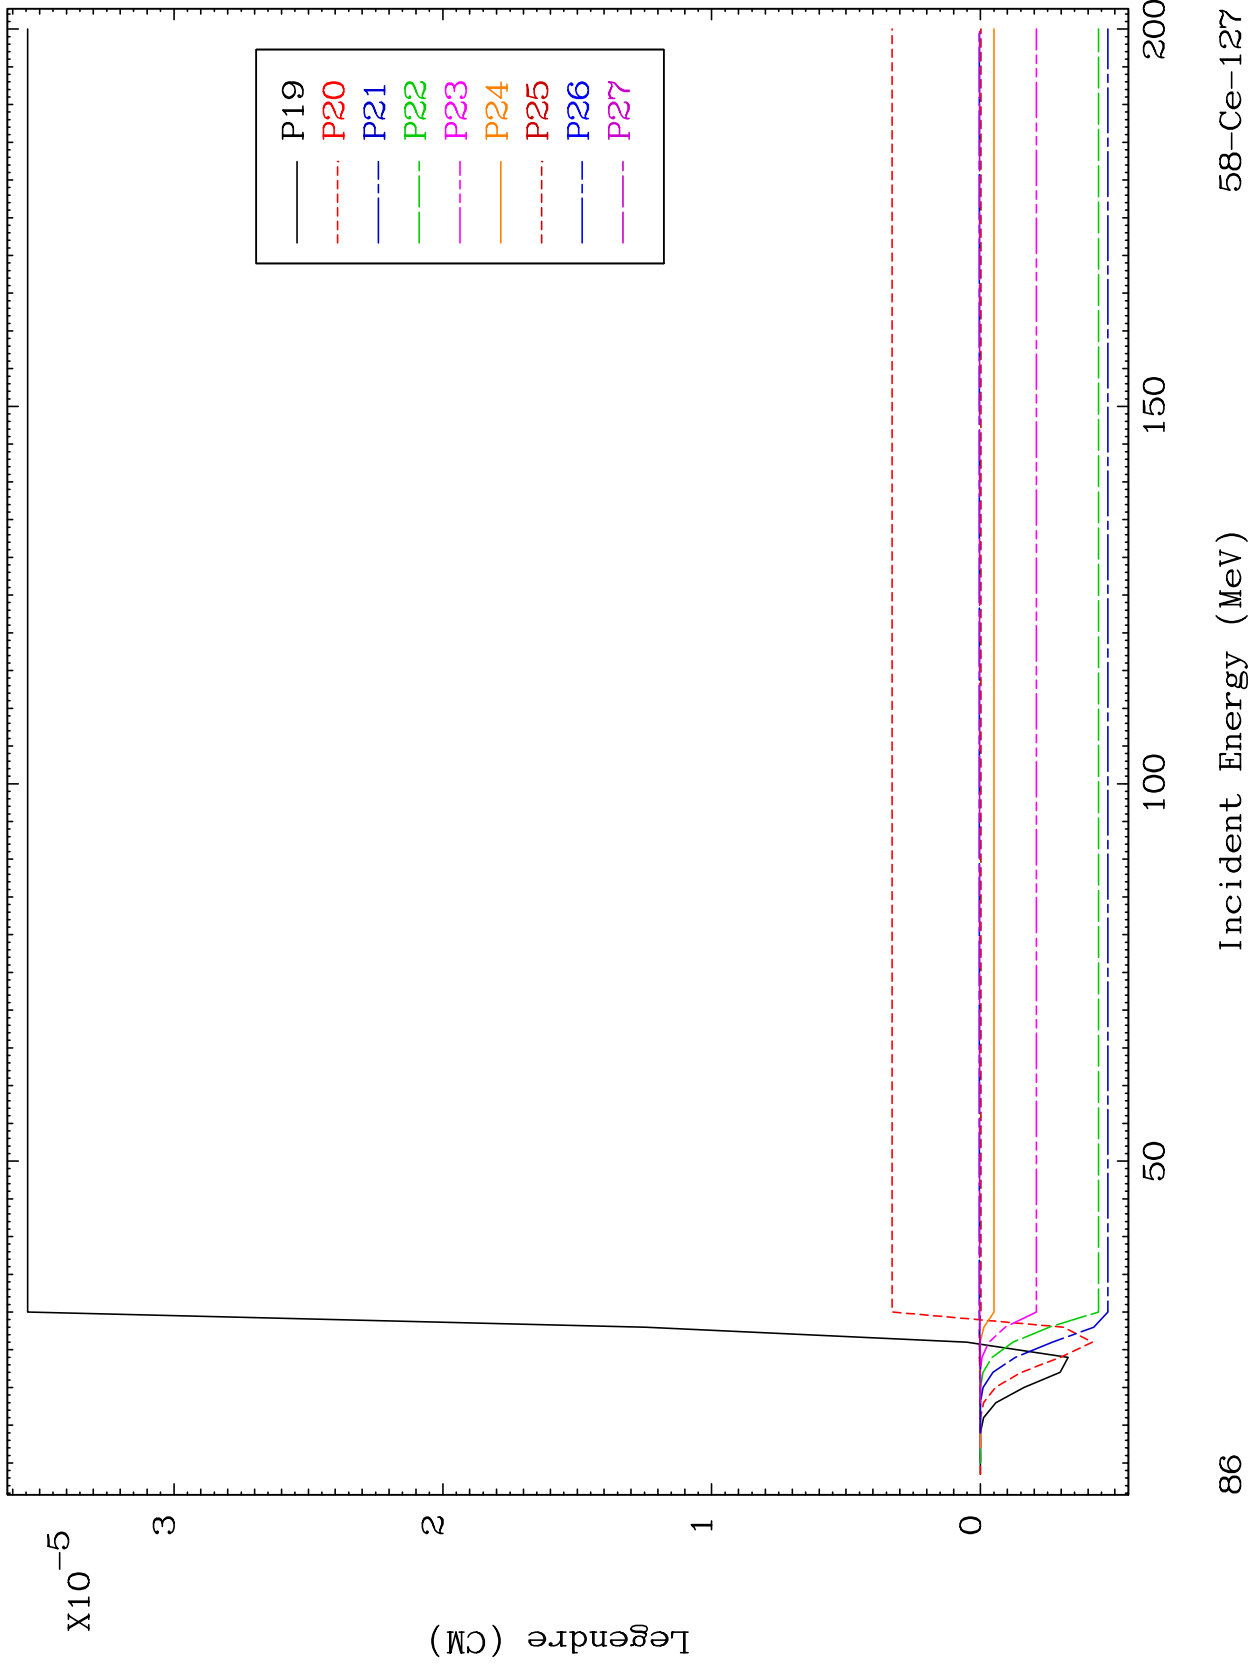 X10-5
3
2
1
0
Legendre (CM)
P19
P20
P21
P22
P23
P24
P25
P26
P27
50
100
150
200
Incident Energy (MeV)
86
58-Ce-127